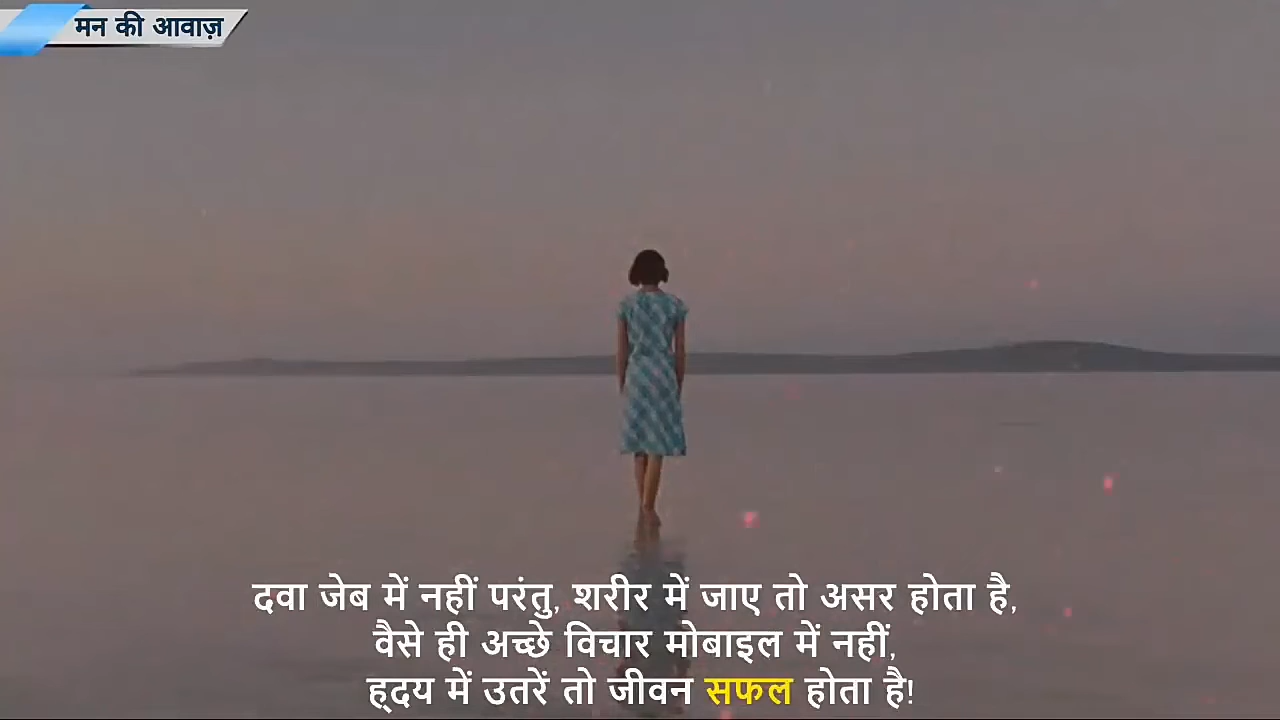 मन की आवाज़
दवा जेब में नहीं परंतु, शरीर में जाए तो असर होता है,
वैसे ही अच्छे विचार मोबाइल में नहीं,
हृदय में उतरें तो जीवन सफल होता है!